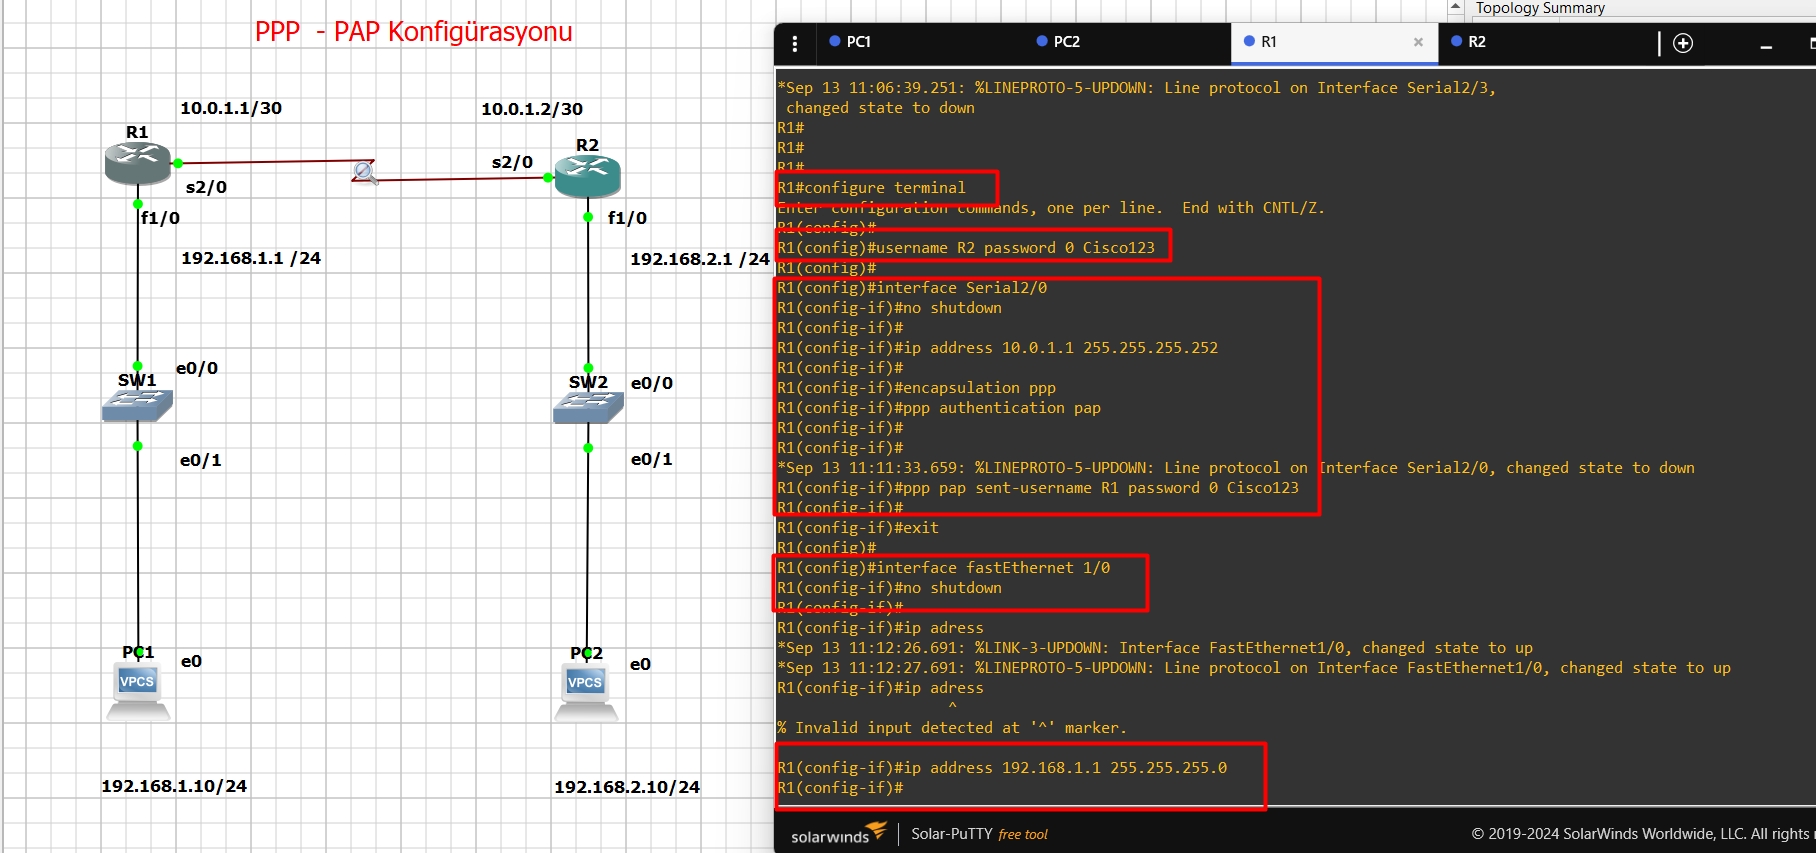 PPP  - PAP Konfigürasyonu
10.0.1.1/30
10.0.1.2/30
R1
R2
s2/0
s2/0
f1/0
f1/0
192.168.1.1 /24
192.168.2.1 /24
e0/0
SW1
SW2
e0/0
e0/1
e0/1
PC1
e0
PC2
e0
VPCS
VPCS
192.168.1.10/24
192.168.2.10/24
Topology Summary
PC1
PC2
R1
R2
*Sep 13 11:06:39.251: %LINEPROTO-5-UPDOWN: Line protocol on Interface Serial2/3,
changed state to down
R1#
R1#
R1#
R1#configure terminal
Enter configuration commands, one per line.  End with CNTL/Z.
R1(config)#
R1(config)#username R2 password 0 Cisco123
R1(config)#
R1(config)#interface Serial2/0
R1(config-if)#no shutdown
R1(config-if)#
R1(config-if)#ip address 10.0.1.1 255.255.255.252
R1(config-if)#
R1(config-if)#encapsulation ppp
R1(config-if)#ppp authentication pap
R1(config-if)#
R1(config-if)#
*Sep 13 11:11:33.659: %LINEPROTO-5-UPDOWN: Line protocol on Interface Serial2/0, changed state to down
R1(config-if)#ppp pap sent-username R1 password 0 Cisco123
R1(config-if)#
R1(config-if)#exit
R1(config)#
R1(config)#interface fastEthernet 1/0
R1(config-if)#no shutdown
R1(config-if)#
R1(config-if)#ip adress
*Sep 13 11:12:26.691: %LINK-3-UPDOWN: Interface FastEthernet1/0, changed state to up
*Sep 13 11:12:27.691: %LINEPROTO-5-UPDOWN: Line protocol on Interface FastEthernet1/0, changed state to up
R1(config-if)#ip adress
^
% Invalid input detected at '^' marker.
R1(config-if)#ip address 192.168.1.1 255.255.255.0
R1(config-if)#
solarwinds
Solar-PuTTY free tool
© 2019-2024 SolarWinds Worldwide, LLC. All rights